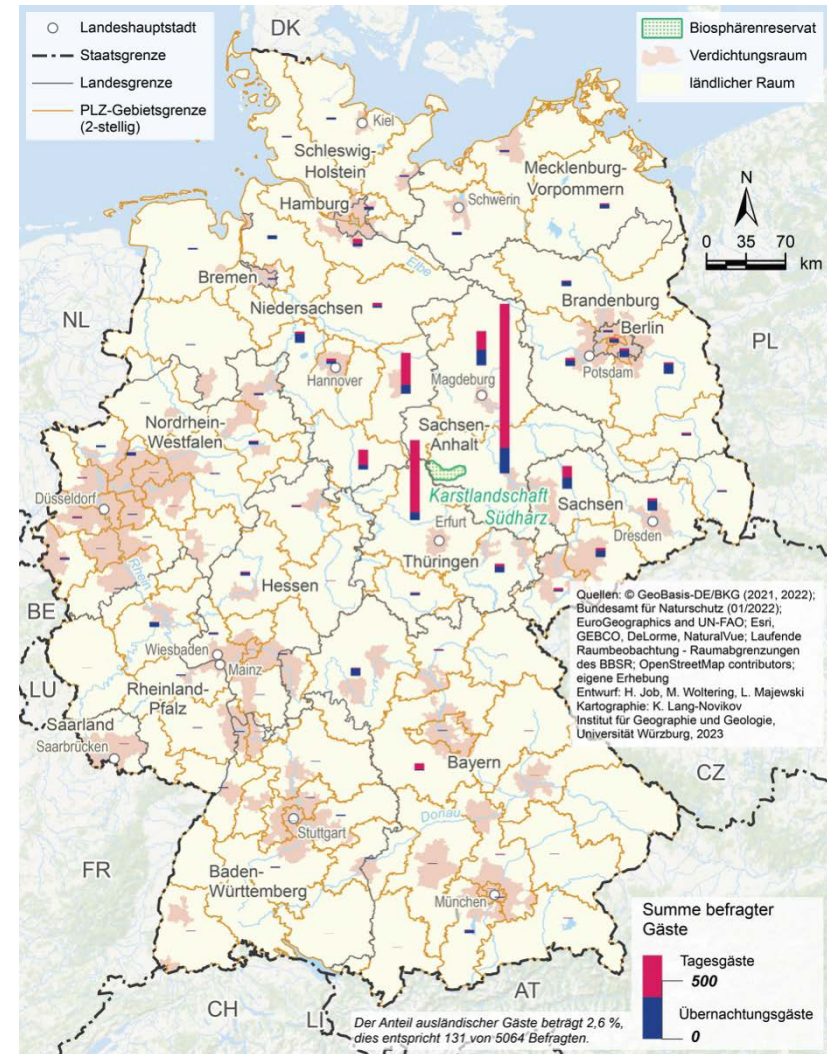 Landeshauptstadt
Staatsgrenze
Landesgrenze
PLZ-Gebietsgrenze
(2-stellig)
DK
Biosphärenreservat
Verdichtungsraum
ländlicher Raum
Kiel
Schleswig-
Holstein
Mecklenburg-
Vorpommern
Hamburg
Schwerin
N
0 35 70
km
Elbe
Bremen
Niedersachsen
Brandenburg
Berlin
NL
PL
Hannover
Magdeburg
Potsdam
Nordrhein-
Westfalen
Sachsen-
Anhalt
Karstlandschaft
Südharz
Sachsen
Düsseldorf
Erfurt
Dresden
Thüringen
Rhein
Hessen
BE
Quellen: © GeoBasis-DE/BKG (2021, 2022);
Bundesamt für Naturschutz (01/2022);
EuroGeographics and UN-FAO; Esri,
GEBCO, DeLorme, NaturalVue; Laufende
Raumbeobachtung - Raumabgrenzungen
des BBSR; OpenStreetMap contributors;
eigene Erhebung
Entwurf: H. Job, M. Woltering, L. Majewski
Kartographie: K. Lang-Novikov
Institut für Geographie und Geologie,
Universität Würzburg, 2023
Wiesbaden
Mainz
LU
Rheinland-
Pfalz
Saarland
Saarbrücken
Bayern
CZ
Donau
Stuttgart
FR
Baden-
Württemberg
München
Summe befragter
Gäste
Tagesgäste
500
Übernachtungsgäste
0
CH
LI
AT
Der Anteil ausländischer Gäste beträgt 2,6 %,
dies entspricht 131 von 5064 Befragten.